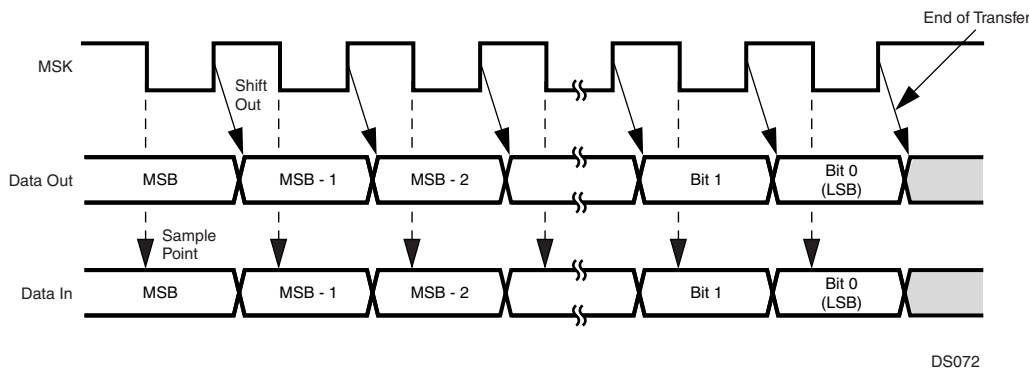 End of Transfer
MSK
Shift
Out
Data Out
MSB
MSB - 1
MSB - 2
Bit 1
Bit 0
(LSB)
Sample
Point
Data In
MSB
MSB - 1
MSB - 2
Bit 1
Bit 0
(LSB)
DS072